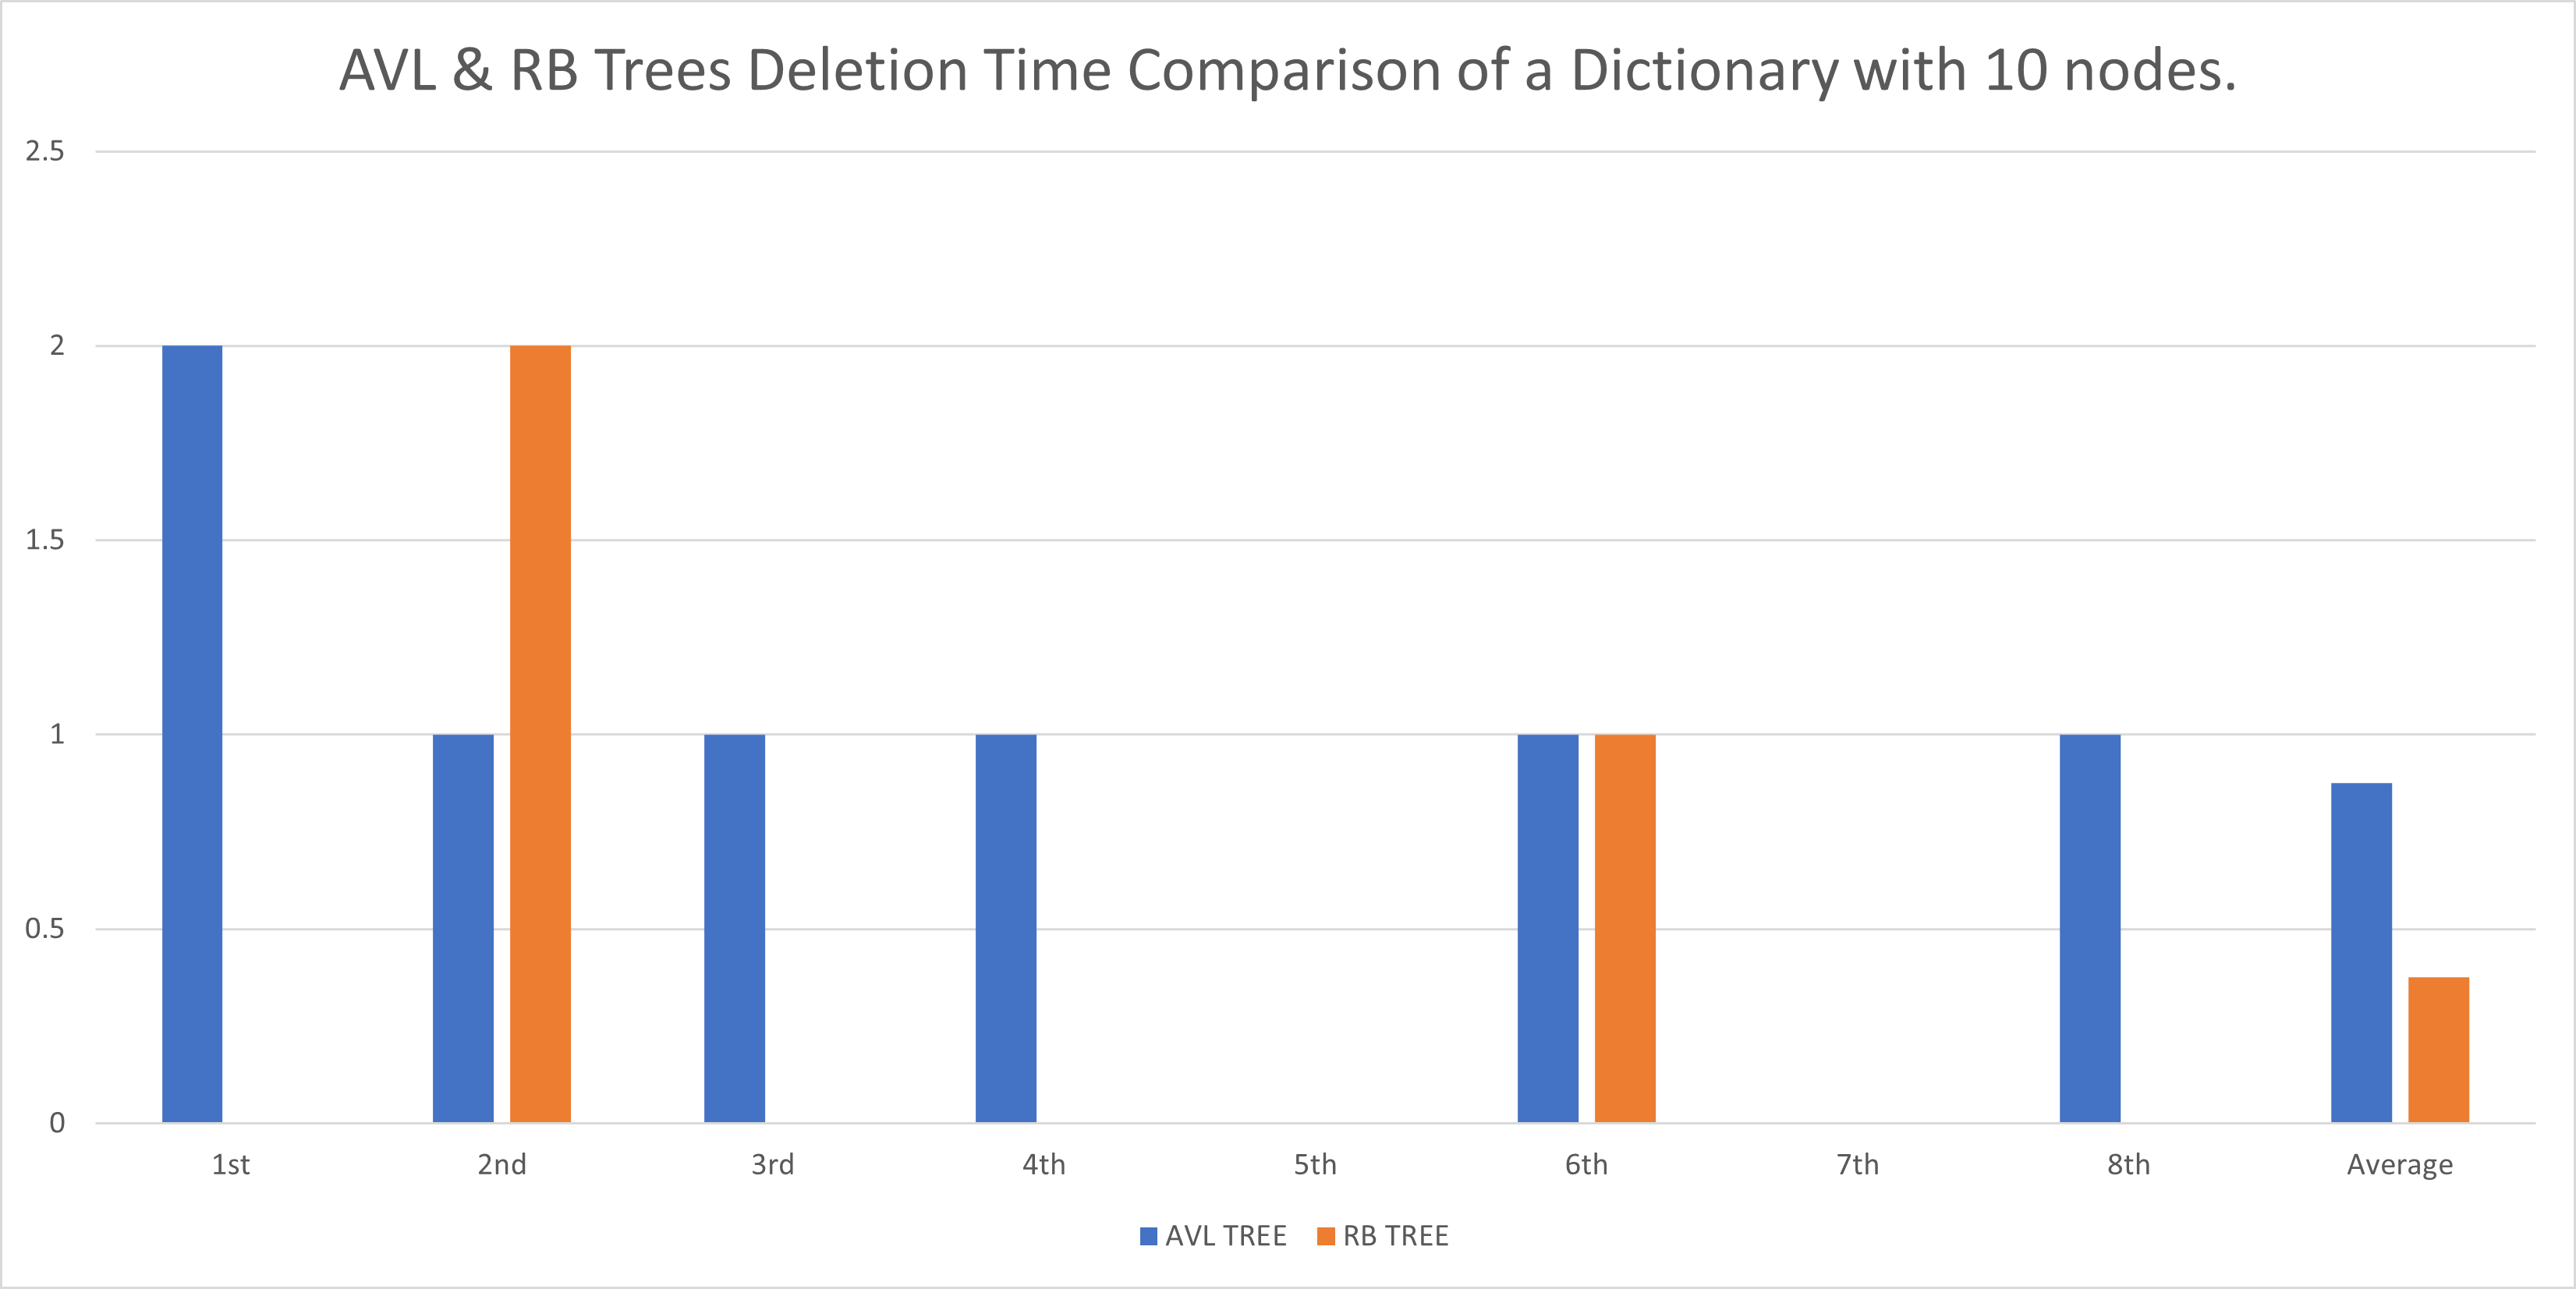 AVL & RB Trees Deletion Time Comparison of a Dictionary with 10 nodes.
2.5
2
1.5
1
0.5
0
1st 2nd 3rd 4th 5th 6th 7th 8th Average
AVL TREE RB TREE